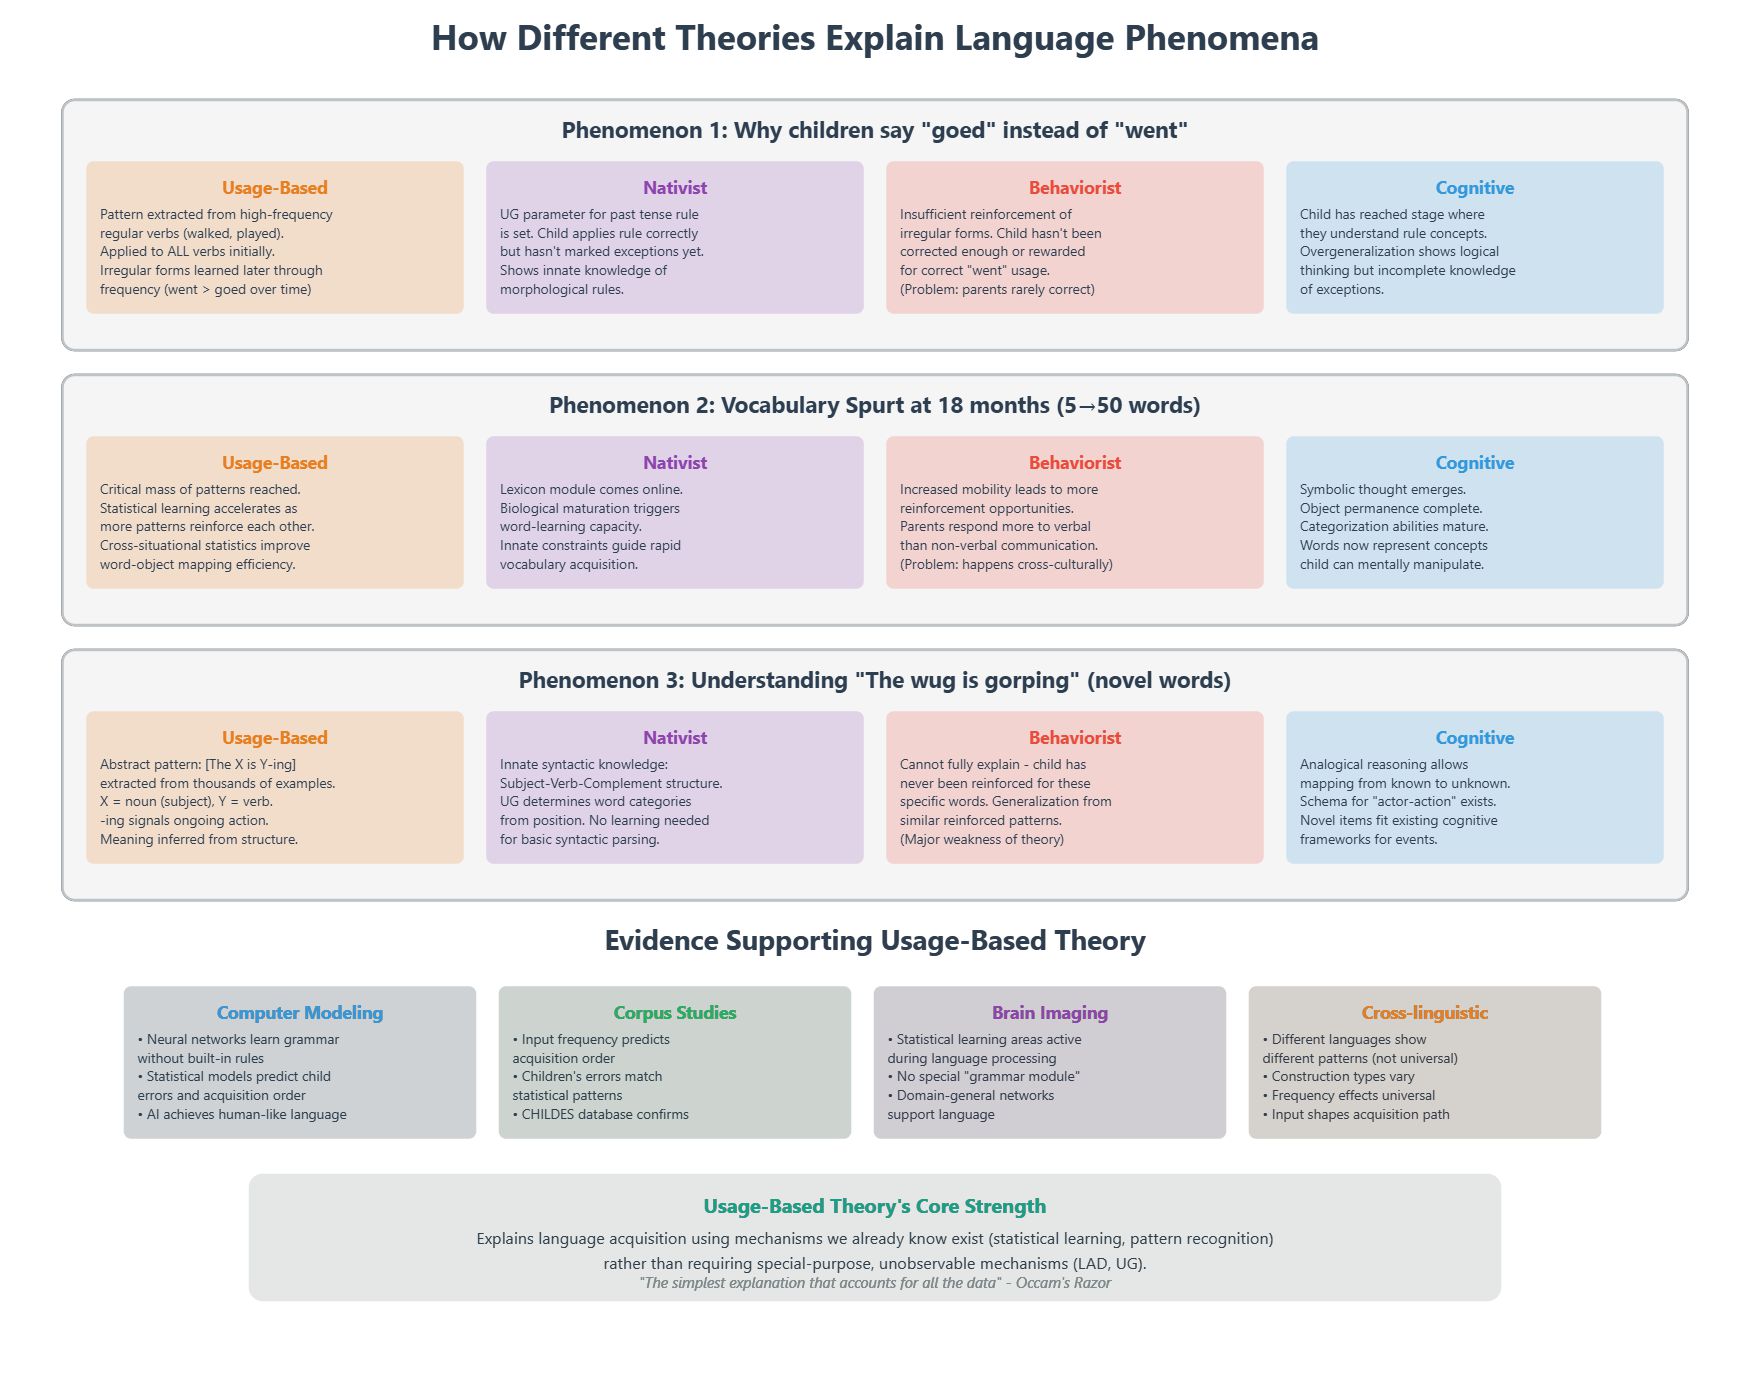 How Different Theories Explain Language Phenomena
Phenomenon 1: Why children say "goed" instead of "went"
Usage-Based
Pattern extracted from high-frequency
regular verbs (walked, played).
Applied to ALL verbs initially.
Irregular forms learned later through
frequency (went > goed over time)
Nativist
UG parameter for past tense rule
is set. Child applies rule correctly
but hasn't marked exceptions yet.
Shows innate knowledge of
morphological rules.
Behaviorist
Insufficient reinforcement of
irregular forms. Child hasn't been
corrected enough or rewarded
for correct "went" usage.
(Problem: parents rarely correct)
Cognitive
Child has reached stage where
they understand rule concepts.
Overgeneralization shows logical
thinking but incomplete knowledge
of exceptions.
Phenomenon 2: Vocabulary Spurt at 18 months (5→50 words)
Usage-Based
Critical mass of patterns reached.
Statistical learning accelerates as
more patterns reinforce each other.
Cross-situational statistics improve
word-object mapping efficiency.
Nativist
Lexicon module comes online.
Biological maturation triggers
word-learning capacity.
Innate constraints guide rapid
vocabulary acquisition.
Behaviorist
Increased mobility leads to more
reinforcement opportunities.
Parents respond more to verbal
than non-verbal communication.
(Problem: happens cross-culturally)
Cognitive
Symbolic thought emerges.
Object permanence complete.
Categorization abilities mature.
Words now represent concepts
child can mentally manipulate.
Phenomenon 3: Understanding "The wug is gorping" (novel words)
Usage-Based
Abstract pattern: [The X is Y-ing]
extracted from thousands of examples.
X = noun (subject), Y = verb.
-ing signals ongoing action.
Meaning inferred from structure.
Nativist
Innate syntactic knowledge:
Subject-Verb-Complement structure.
UG determines word categories
from position. No learning needed
for basic syntactic parsing.
Behaviorist
Cannot fully explain - child has
never been reinforced for these
specific words. Generalization from
similar reinforced patterns.
(Major weakness of theory)
Cognitive
Analogical reasoning allows
mapping from known to unknown.
Schema for "actor-action" exists.
Novel items fit existing cognitive
frameworks for events.
Evidence Supporting Usage-Based Theory
Computer Modeling
• Neural networks learn grammar
without built-in rules
• Statistical models predict child
errors and acquisition order
• AI achieves human-like language
Corpus Studies
• Input frequency predicts
acquisition order
• Children's errors match
statistical patterns
• CHILDES database confirms
Brain Imaging
• Statistical learning areas active
during language processing
• No special "grammar module"
• Domain-general networks
support language
Cross-linguistic
• Different languages show
different patterns (not universal)
• Construction types vary
• Frequency effects universal
• Input shapes acquisition path
Usage-Based Theory's Core Strength
Explains language acquisition using mechanisms we already know exist (statistical learning, pattern recognition)
rather than requiring special-purpose, unobservable mechanisms (LAD, UG).
"The simplest explanation that accounts for all the data" - Occam's Razor